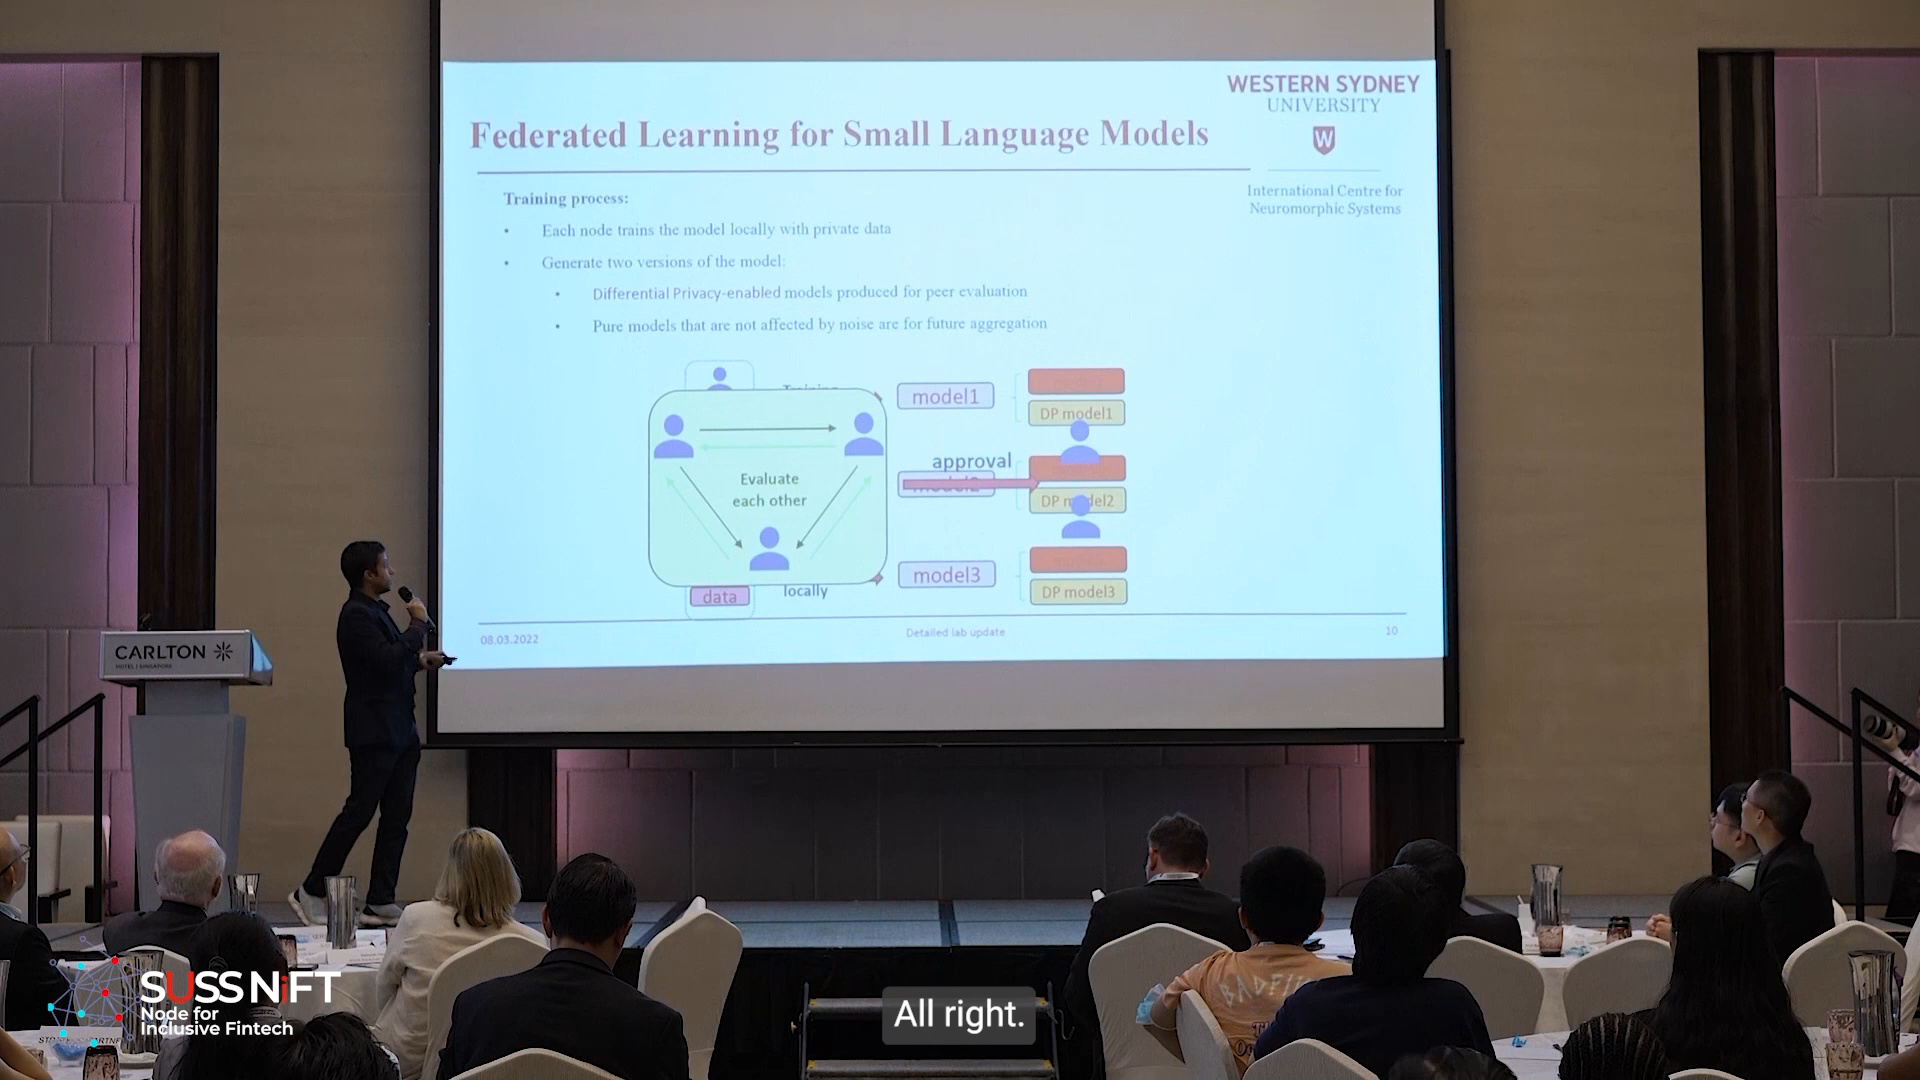 WESTERN SYDNEY
UNIVERSITY
W
International Centre for
Neuromorphic Systems
Federated Learning for Small Language Models
Training process:
• Each node trains the model locally with private data
• Generate two versions of the model:
• Differential Privacy-enabled models produced for peer evaluation
• Pure models that are not affected by noise are for future aggregation
model1
DP model1
Evaluate
each other
approval
DP model2
model3
DP model3
data
locally
08.03.2022
Detailed lab update
10
CARLTON
HOTEL | SINGAPORE
SUSS NiFT
Node for
Inclusive Fintech
All right.